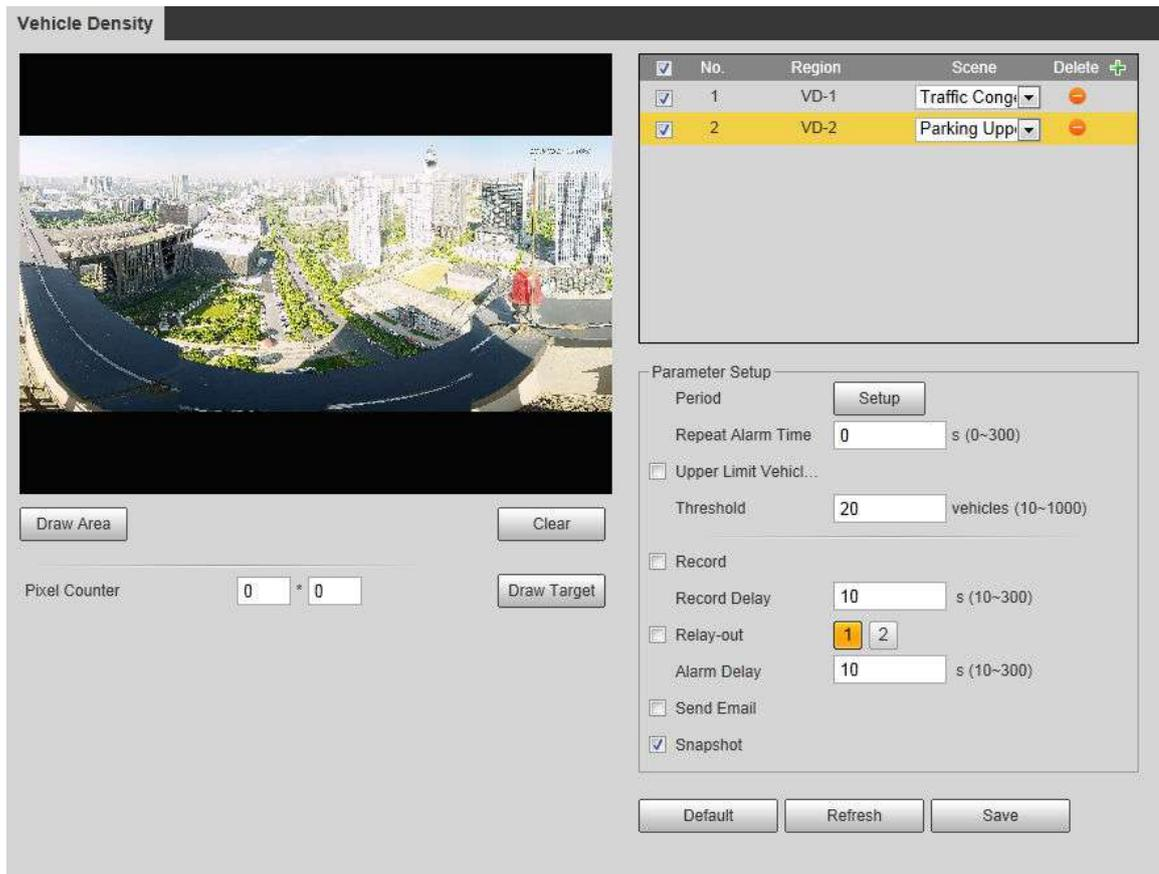 Vehicle Density
No. Region Scene Delete
1 VD-1 Traffic Cong
2 VD-2 Parking Upp
Draw Area Clear
Pixel Counter 0 * 0 Draw Target
Parameter Setup
Period Setup
Repeat Alarm Time 0 s (0~300)
Upper Limit Vehicl...
Threshold 20 vehicles (10~1000)
Record
Record Delay 10 s (10~300)
Relay-out 1 2
Alarm Delay 10 s (10~300)
Send Email
Snapshot
Default Refresh Save